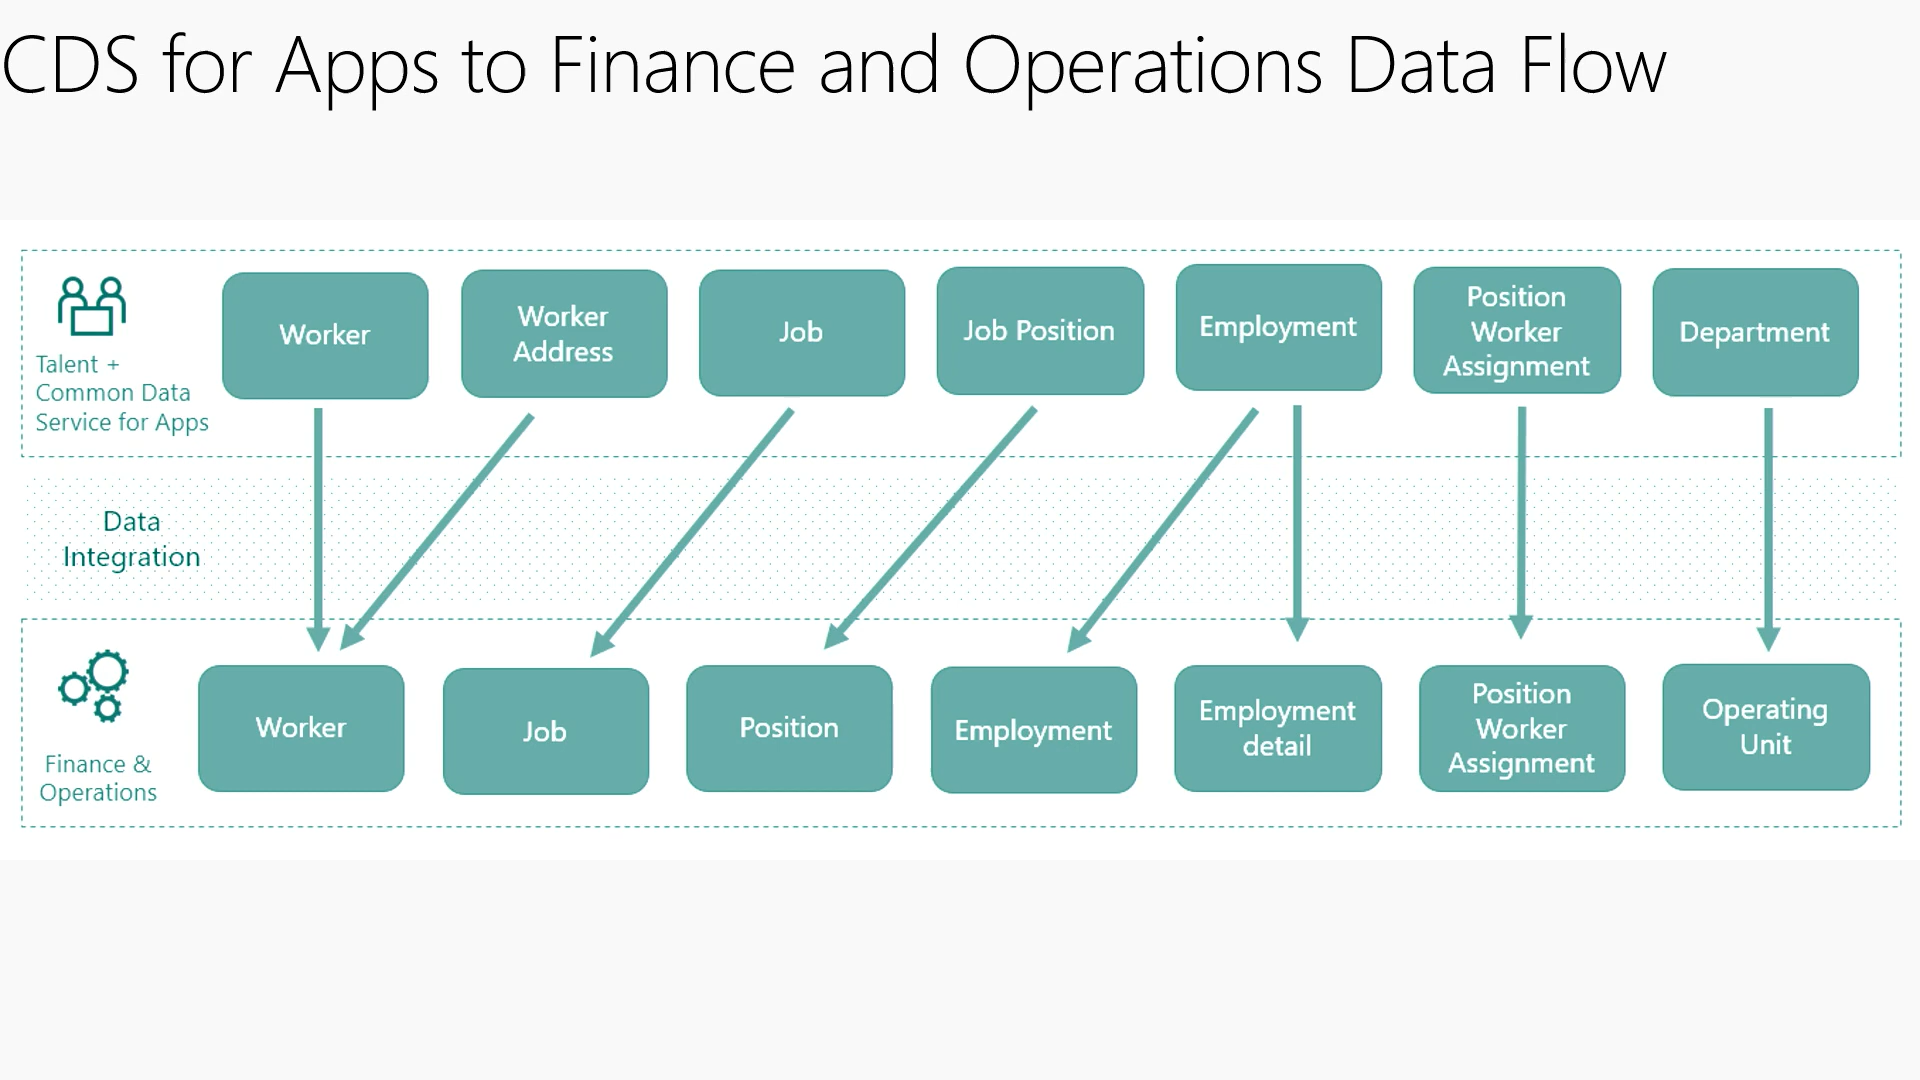 CDS for Apps to Finance and Operations Data Flow
Talent +
Common Data
Service for Apps
Worker
Worker
Address
Job
Job Position
Employment
Position
Worker
Assignment
Department
Data
Integration
Finance &
Operations
Worker
Job
Position
Employment
Employment
detail
Position
Worker
Assignment
Operating
Unit